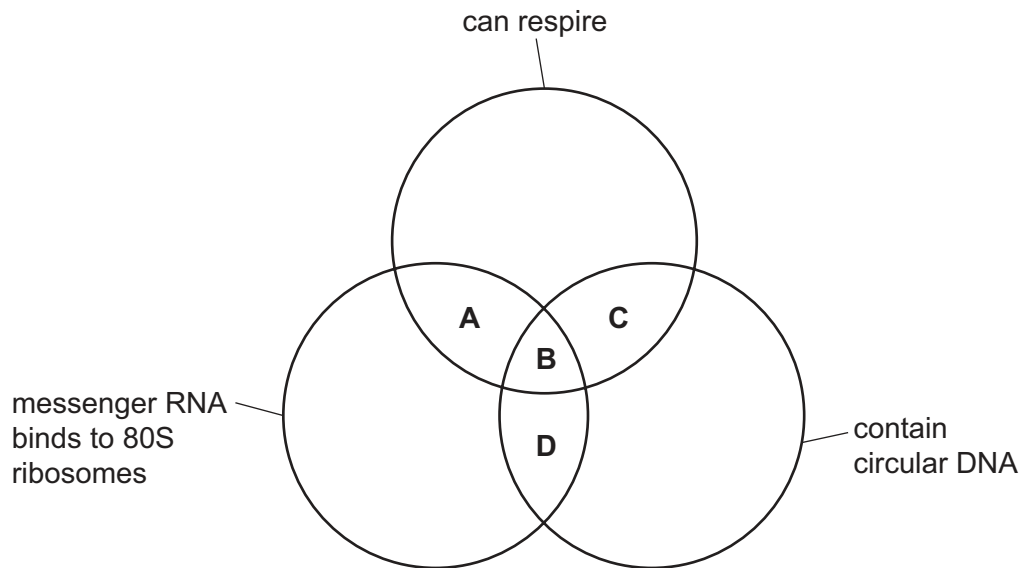 can respire
A
C
B
messenger RNA
binds to 80S
ribosomes
D
contain
circular DNA